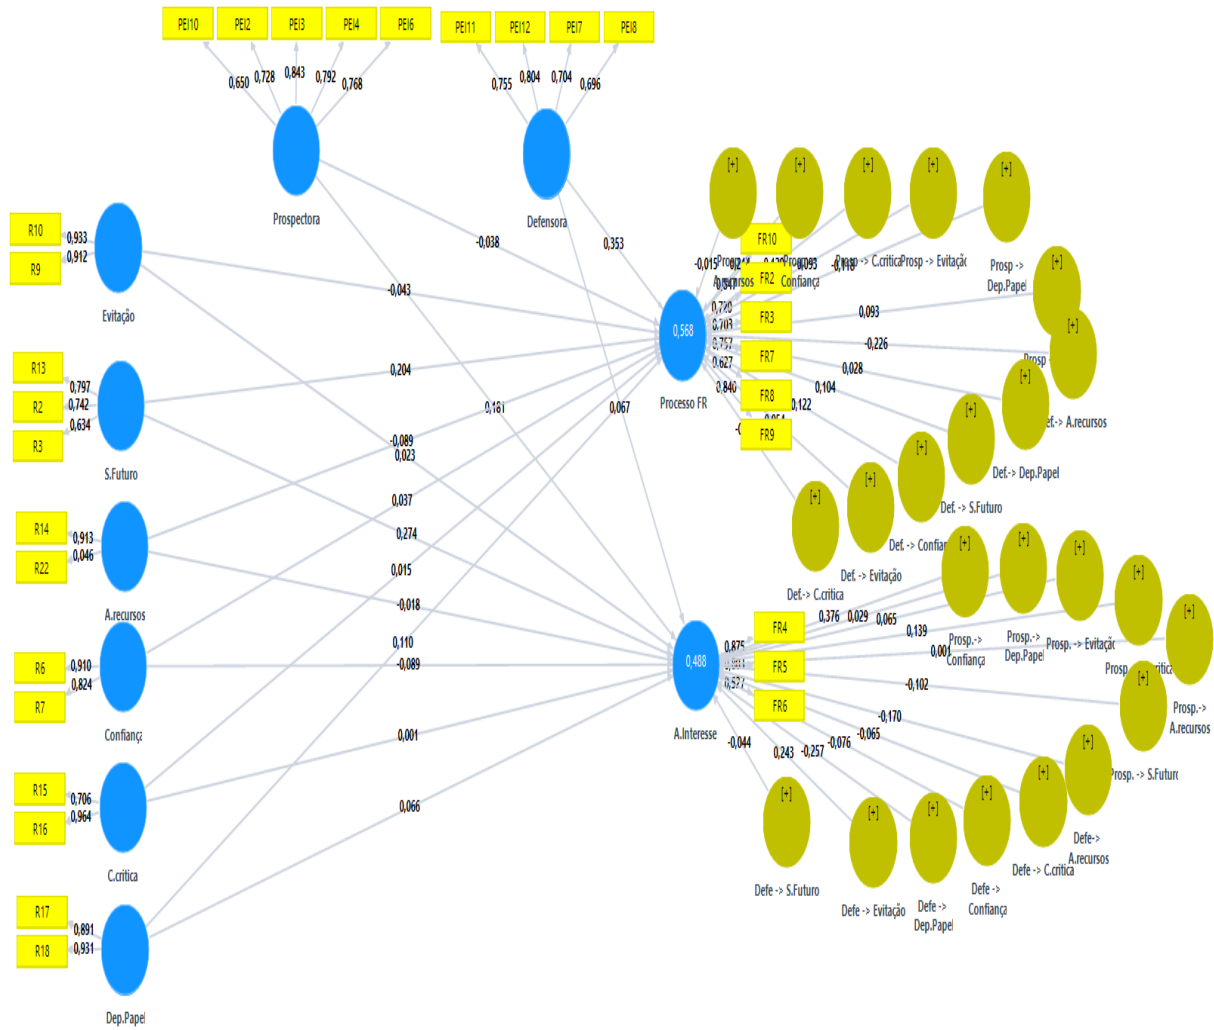 PEI10 PEI2 PEI3 PEI4 PEI6
PEI11 PEI12 PEI7 PEI8
0,650 0,728 0,843 0,792 0,768
0,755 0,804 0,704 0,696
Prospectora
Defensora
[+] [+] [+] [+] [+]
R10
0,933
R9
0,912
Evitação
-0,038
0,353
FR10
-0,015
0,093
Confiança
Prosp -> C.critica
Prosp -> Evitação
Prosp ->
Dep.Papel
[+]
-0,043
FR2
0,568
FR3
0,703
FR7
0,757
0,627
FR8
0,840
FR9
Processo FR
0,093
[+]
-0,226
0,028
[+]
0,104
0,122
[+]
R13
0,797
R2
0,742
R3
0,634
S.Futuro
0,204
0,067
-0,089
0,023
Def.-> Dep.Papel
[+]
Def. -> S.Futuro
[+]
[+]
Def. -> Evitação
Def.-> C.critica
R14
0,913
R22
0,046
A.recursos
0,037
0,274
0,015
-0,018
[+] [+] [+] [+] [+]
R6
0,910
R7
0,824
Confiança
0,110
-0,089
FR4
0,875
FR5
FR6
0,488
A.Interesse
0,376 0,029 0,065
0,139
0,001
-0,102
Prosp.->
Confiança
Prosp.->
Dep.Papel
Prosp. -> Evitação
Prosp.->
A.recursos
[+]
Prosp. -> S.Futuro
R15
0,706
R16
0,964
C.critica
0,001
-0,044
0,243
-0,257
-0,076
-0,065
-0,170
[+] [+] [+] [+] [+] [+]
Defe->
A.recursos
Defe -> C.critica
Defe ->
Confiança
Defe ->
Dep.Papel
Defe -> Evitação
Defe -> S.Futuro
0,066
R17
0,891
R18
0,931
Dep.Papel